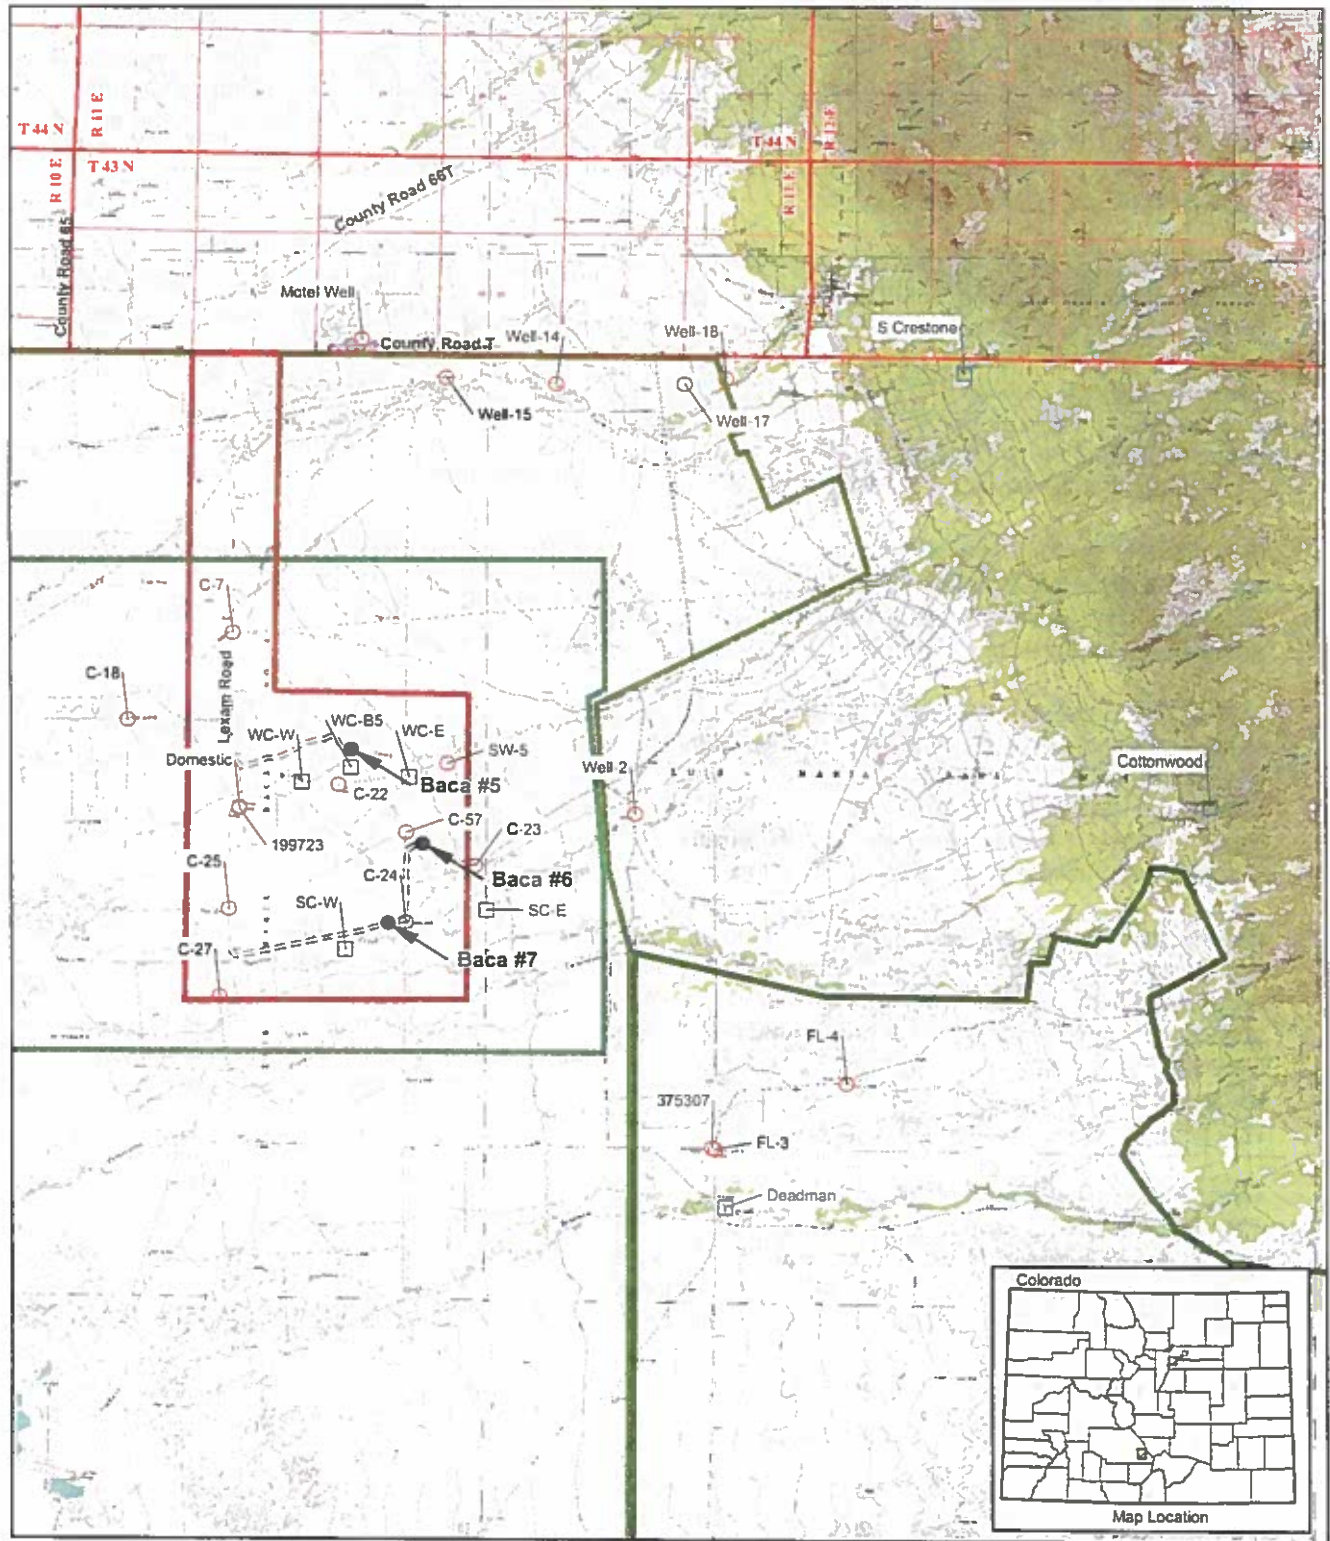 T 44 N
R 11 E
T 44 N
R 12 E
R 10 E
T 43 N
R 11 E
County Road 66T
County Road 65
Motel Well
County Road T
Well-14
Well-18
S Crestone
Well-15
Well-17
C-7
C-18
Lexam Road
WC-B5
WC-W
WC-E
SW-5
Domestic
Baca #5
Well-2
Cottonwood
LUIS MARIA BACA
C-22
C-57
C-23
199723
C-25
C-24
Baca #6
SC-W
SC-E
C-27
Baca #7
FL-4
375307
FL-3
Deadman
Colorado
Map Location